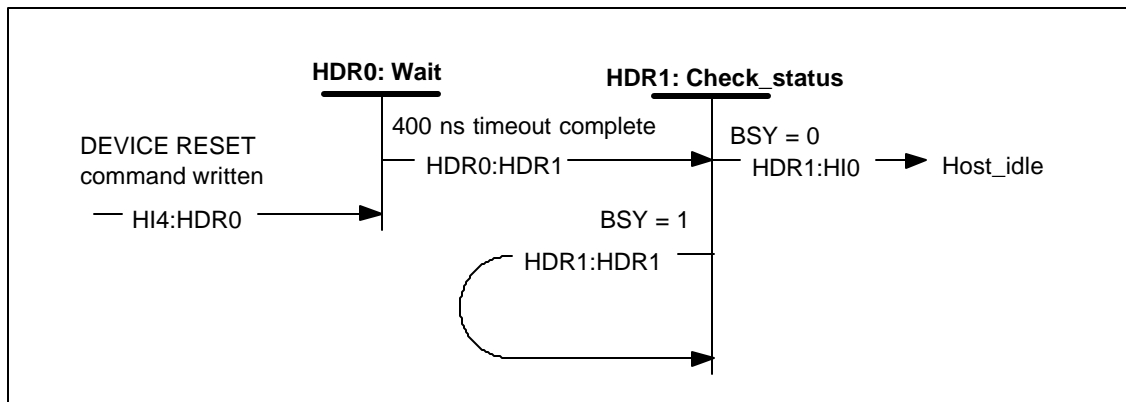 HDR0: Wait
HDR1: Check_status
400 ns timeout complete
BSY = 0
DEVICE RESET
command written
HDR0:HDR1
HDR1:HI0
Host_idle
HI4:HDR0
BSY = 1
HDR1:HDR1